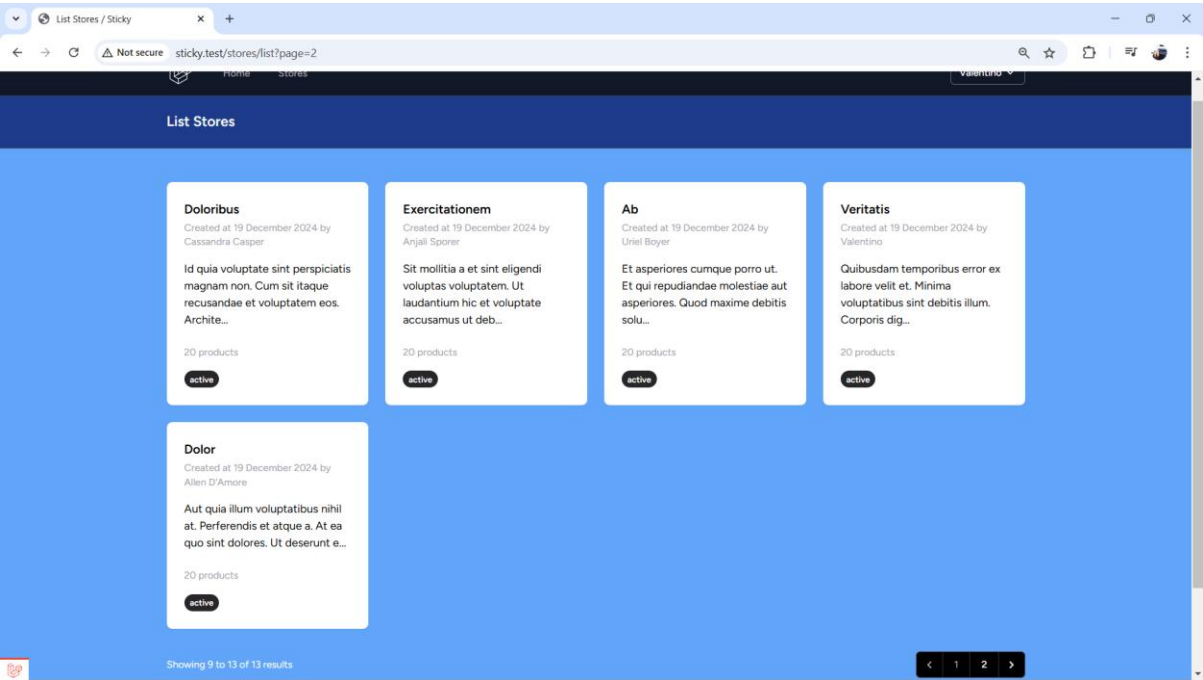 List Stores / Sticky
Not secure
sticky.test/stores/list?page=2
Home Stores
Valentino
List Stores
Doloribus
Created at 19 December 2024 by
Cassandra Casper
Id quia voluptate sint perspiciatis
magnam non. Cum sit itaque
recusandae et voluptatem eos.
Archite...
20 products
active
Exercitationem
Created at 19 December 2024 by
Anjali Sporer
Sit mollitia a et sint eligendi
voluptas voluptatem. Ut
laudantium hic et voluptate
accusamus ut deb...
20 products
active
Ab
Created at 19 December 2024 by
Uriel Boyer
Et asperiores cumque porro ut.
Et qui repudiandae molestiae aut
asperiores. Quod maxime debitis
solu...
20 products
active
Veritatis
Created at 19 December 2024 by
Valentino
Quibusdam temporibus error ex
labore velit et. Minima
voluptatibus sint debitis illum.
Corporis dig...
20 products
active
Dolor
Created at 19 December 2024 by
Allen D'Amore
Aut quia illum voluptatibus nihil
at. Perferendis et atque a. At ea
quo sint dolores. Ut deserunt e...
20 products
active
Showing 9 to 13 of 13 results
1 2